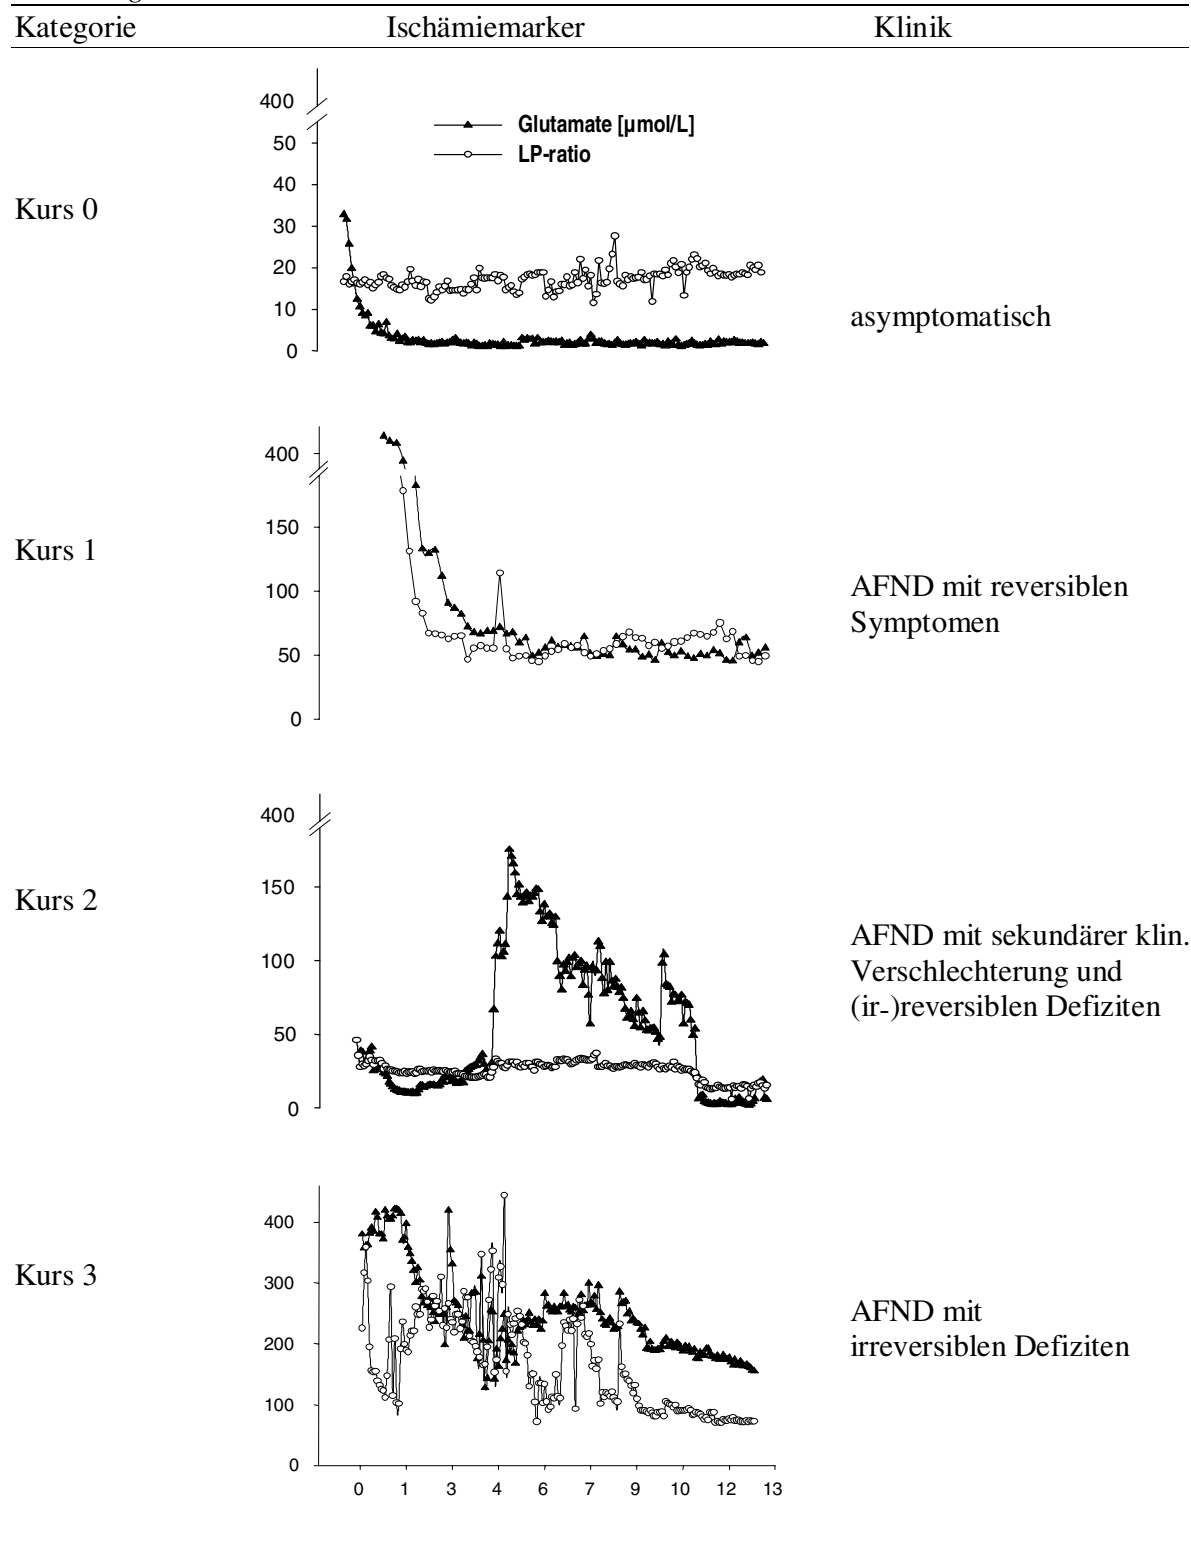 Kategorie Ischämiemarker Klinik
400
Glutamate [µmol/L]
LP-ratio
50
40
30
20
10
0
Kurs 0
asymptomatisch
400
150
100
50
0
Kurs 1
AFND mit reversiblen
Symptomen
400
150
100
50
0
Kurs 2
AFND mit sekundärer klin.
Verschlechterung und
(ir-)reversiblen Defiziten
400
300
200
100
0
Kurs 3
AFND mit
irreversiblen Defiziten
0 1 3 4 6 7 9 10 12 13